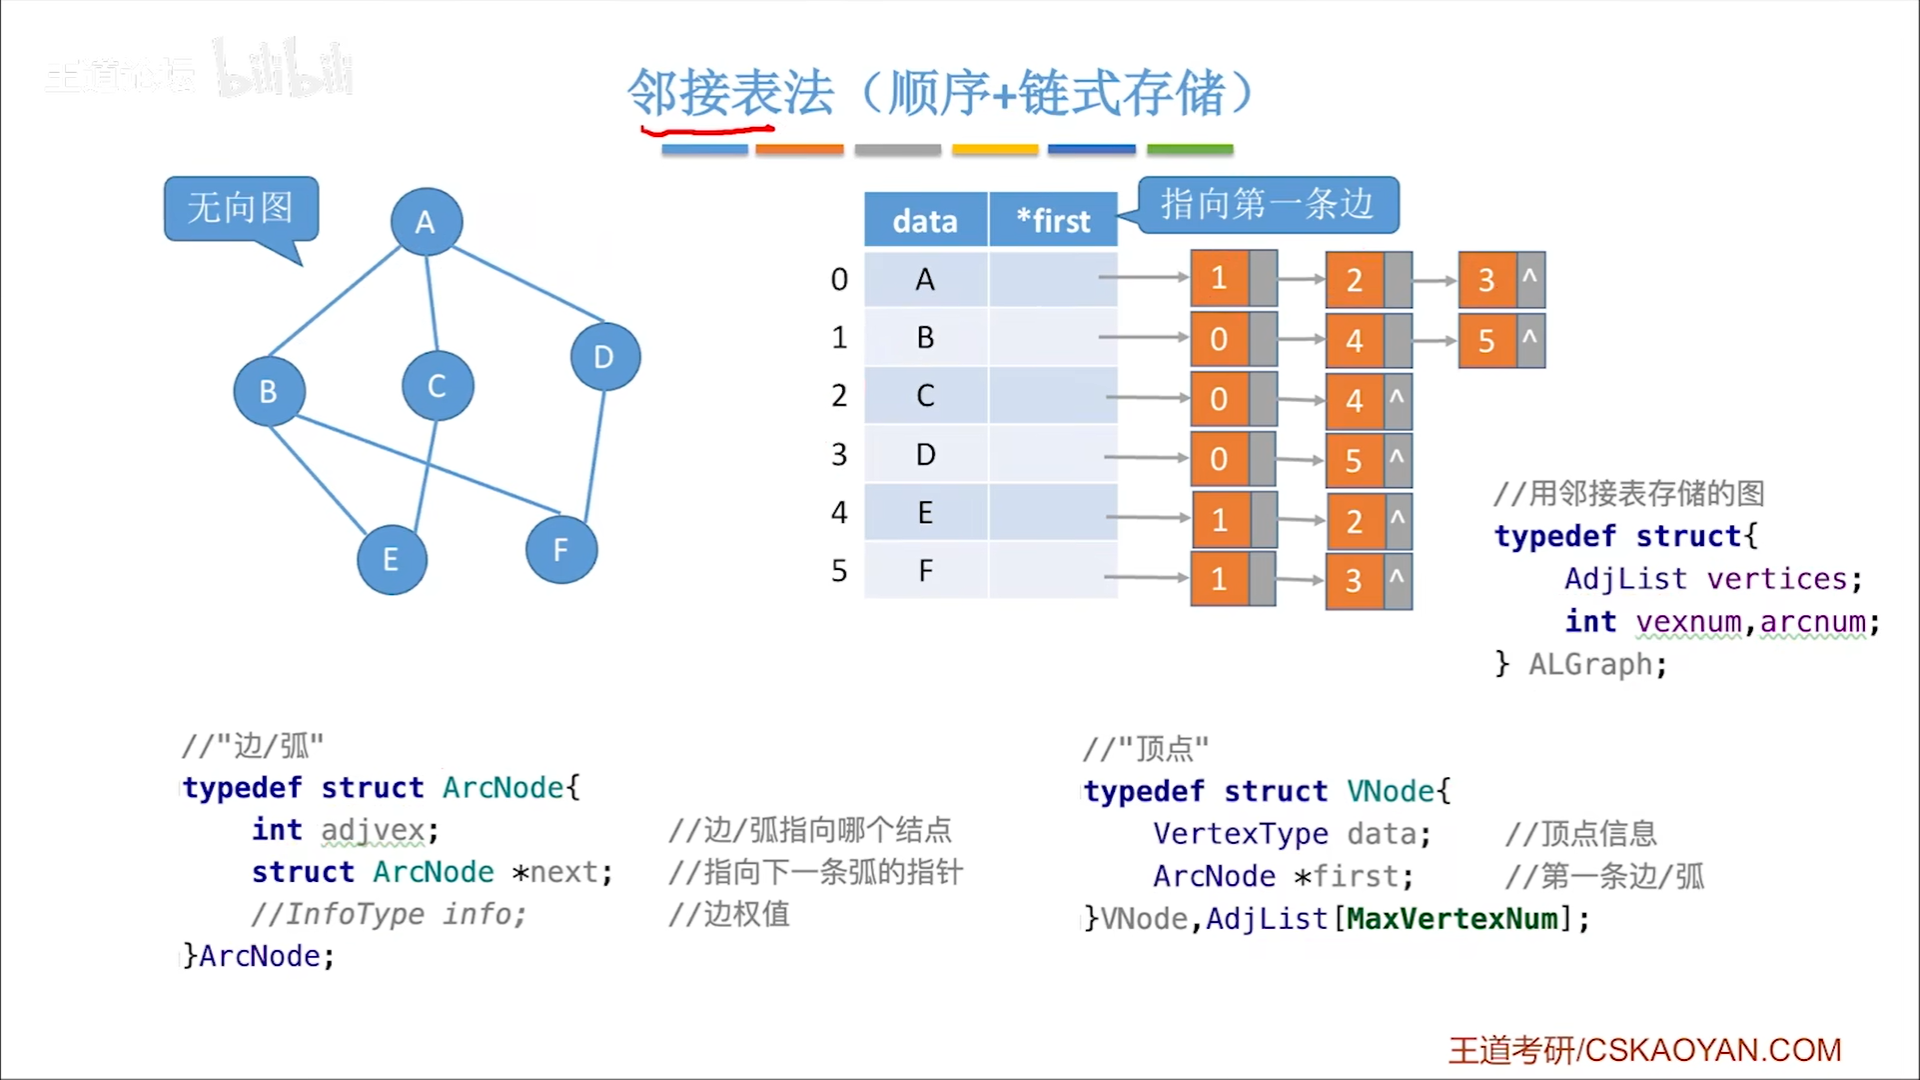 王道论坛 bilibili
邻接表法（顺序+链式存储）
无向图
A
B
C
D
E
F
指向第一条边
data *first
0 A 1 2 3 ^
1 B 0 4 5 ^
2 C 0 4 ^
3 D 0 5 ^
4 E 1 2 ^
5 F 1 3 ^
//用邻接表存储的图
typedef struct{
AdjList vertices;
int vexnum,arcnum;
} ALGraph;
//"边/弧"
typedef struct ArcNode{
int adjvex; //边/弧指向哪个结点
struct ArcNode *next; //指向下一条弧的指针
//InfoType info; //边权值
}ArcNode;
//"顶点"
typedef struct VNode{
VertexType data; //顶点信息
ArcNode *first; //第一条边/弧
}VNode,AdjList[MaxVertexNum];
王道考研/CSKAOYAN.COM